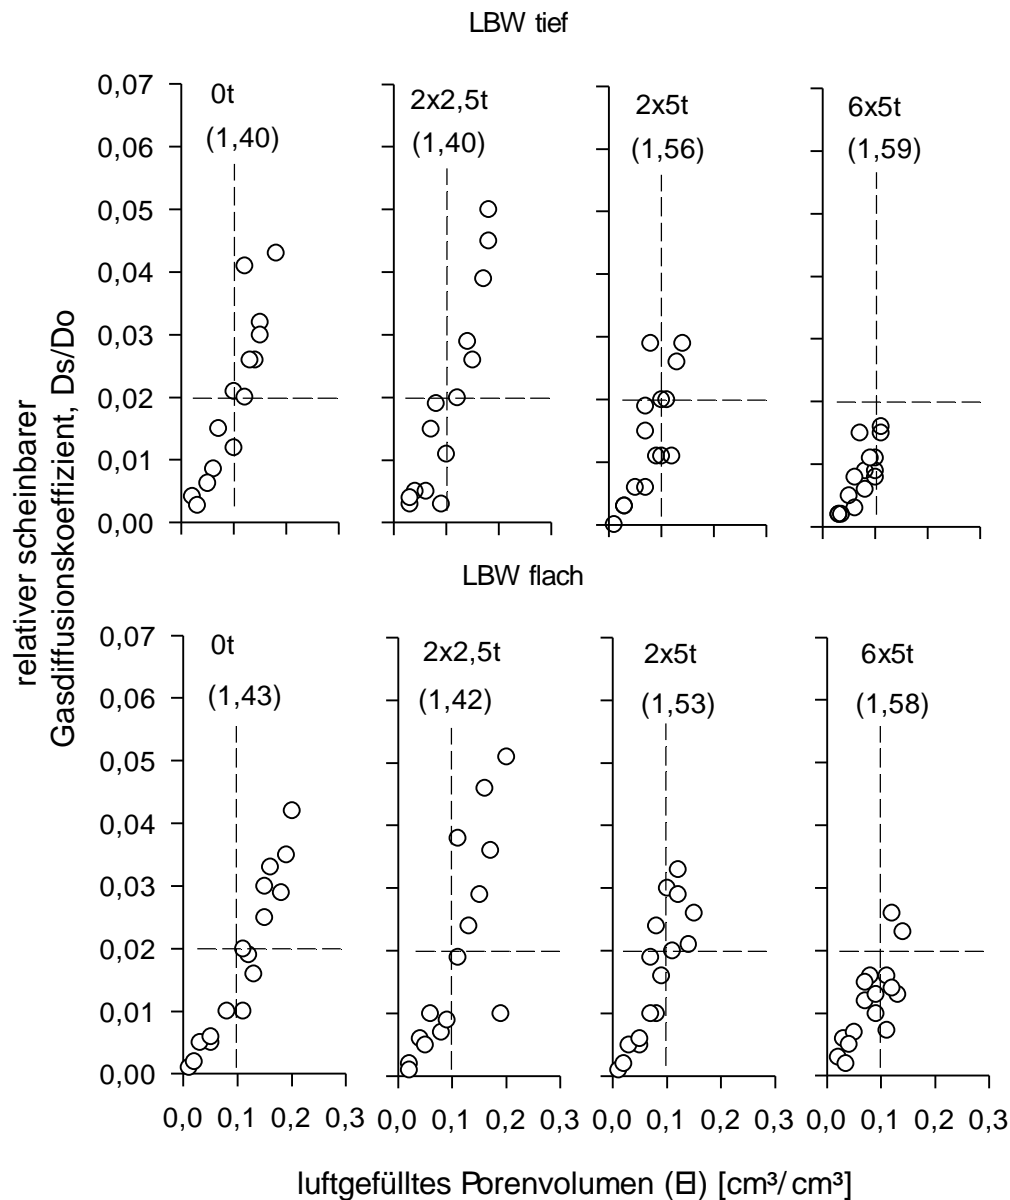 LBW tief
0,07
0,06
0,05
0,04
0,03
0,02
0,01
0,00
0t
(1,40)
2x2,5t
(1,40)
2x5t
(1,56)
6x5t
(1,59)
relativer scheinbarer
Gasdiffusionskoeffizient, Ds/Do
LBW flach
0,07
0,06
0,05
0,04
0,03
0,02
0,01
0,00
0t
(1,43)
2x2,5t
(1,42)
2x5t
(1,53)
6x5t
(1,58)
0,0 0,1 0,2 0,3
0,0 0,1 0,2 0,3
0,0 0,1 0,2 0,3
0,0 0,1 0,2 0,3
luftgefülltes Porenvolumen [cm³/cm³]